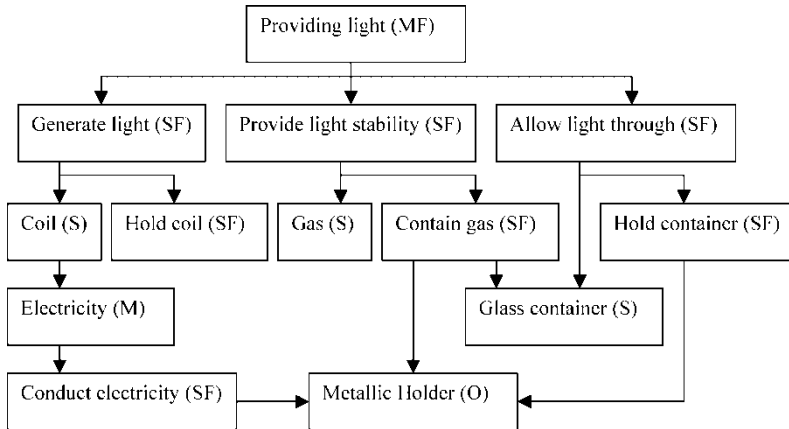 Providing light (MF)
Generate light (SF)
Provide light stability (SF)
Allow light through (SF)
Coil (S)
Hold coil (SF)
Gas (S)
Contain gas (SF)
Hold container (SF)
Electricity (M)
Glass container (S)
Conduct electricity (SF)
Metallic Holder (O)